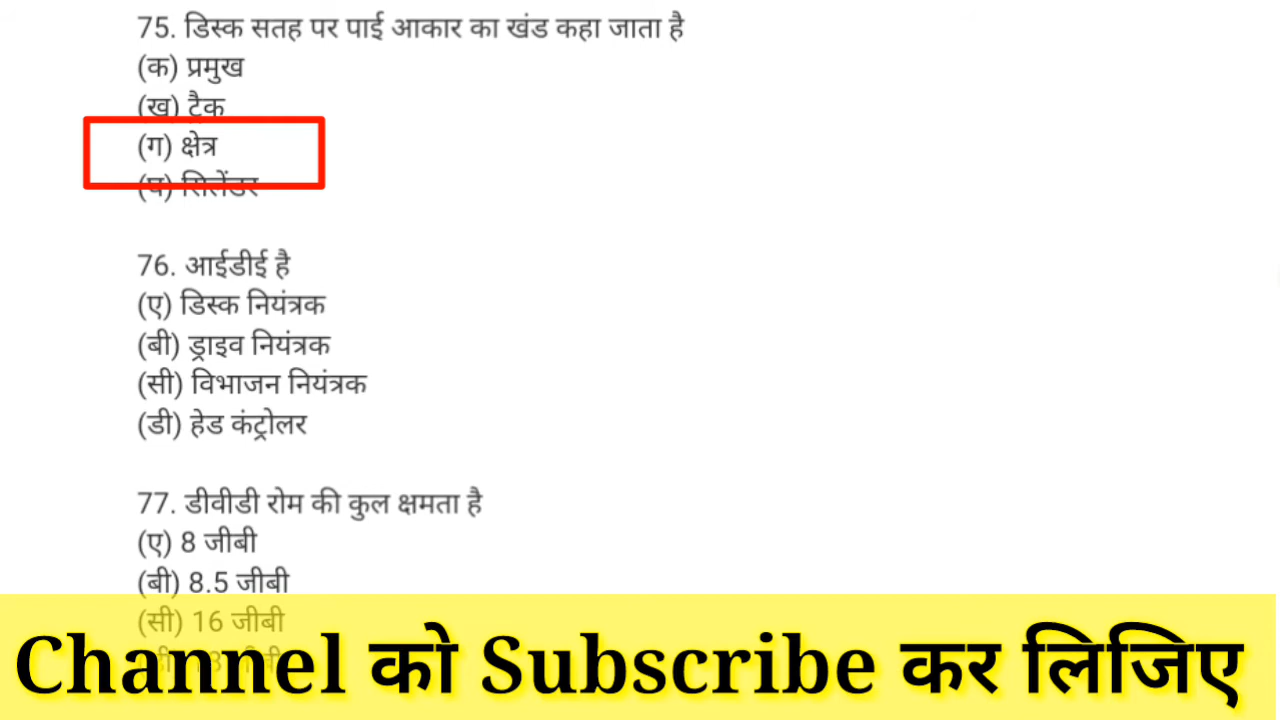 75. डिस्क सतह पर पाई आकार का खंड कहा जाता है
(क) प्रमुख
(ख) ट्रैक
(ग) क्षेत्र
(घ) सिलेंडर
76. आईडीई है
(ए) डिस्क नियंत्रक
(बी) ड्राइव नियंत्रक
(सी) विभाजन नियंत्रक
(डी) हेड कंट्रोलर
77. डीवीडी रोम की कुल क्षमता है
(ए) 8 जीबी
(बी) 8.5 जीबी
(सी) 16 जीबी
Channel को Subscribe कर लिजिए